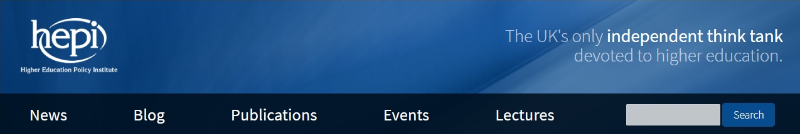 hepi
Higher Education Policy Institute
The UK's only independent think tank
devoted to higher education.
News Blog Publications Events Lectures Search